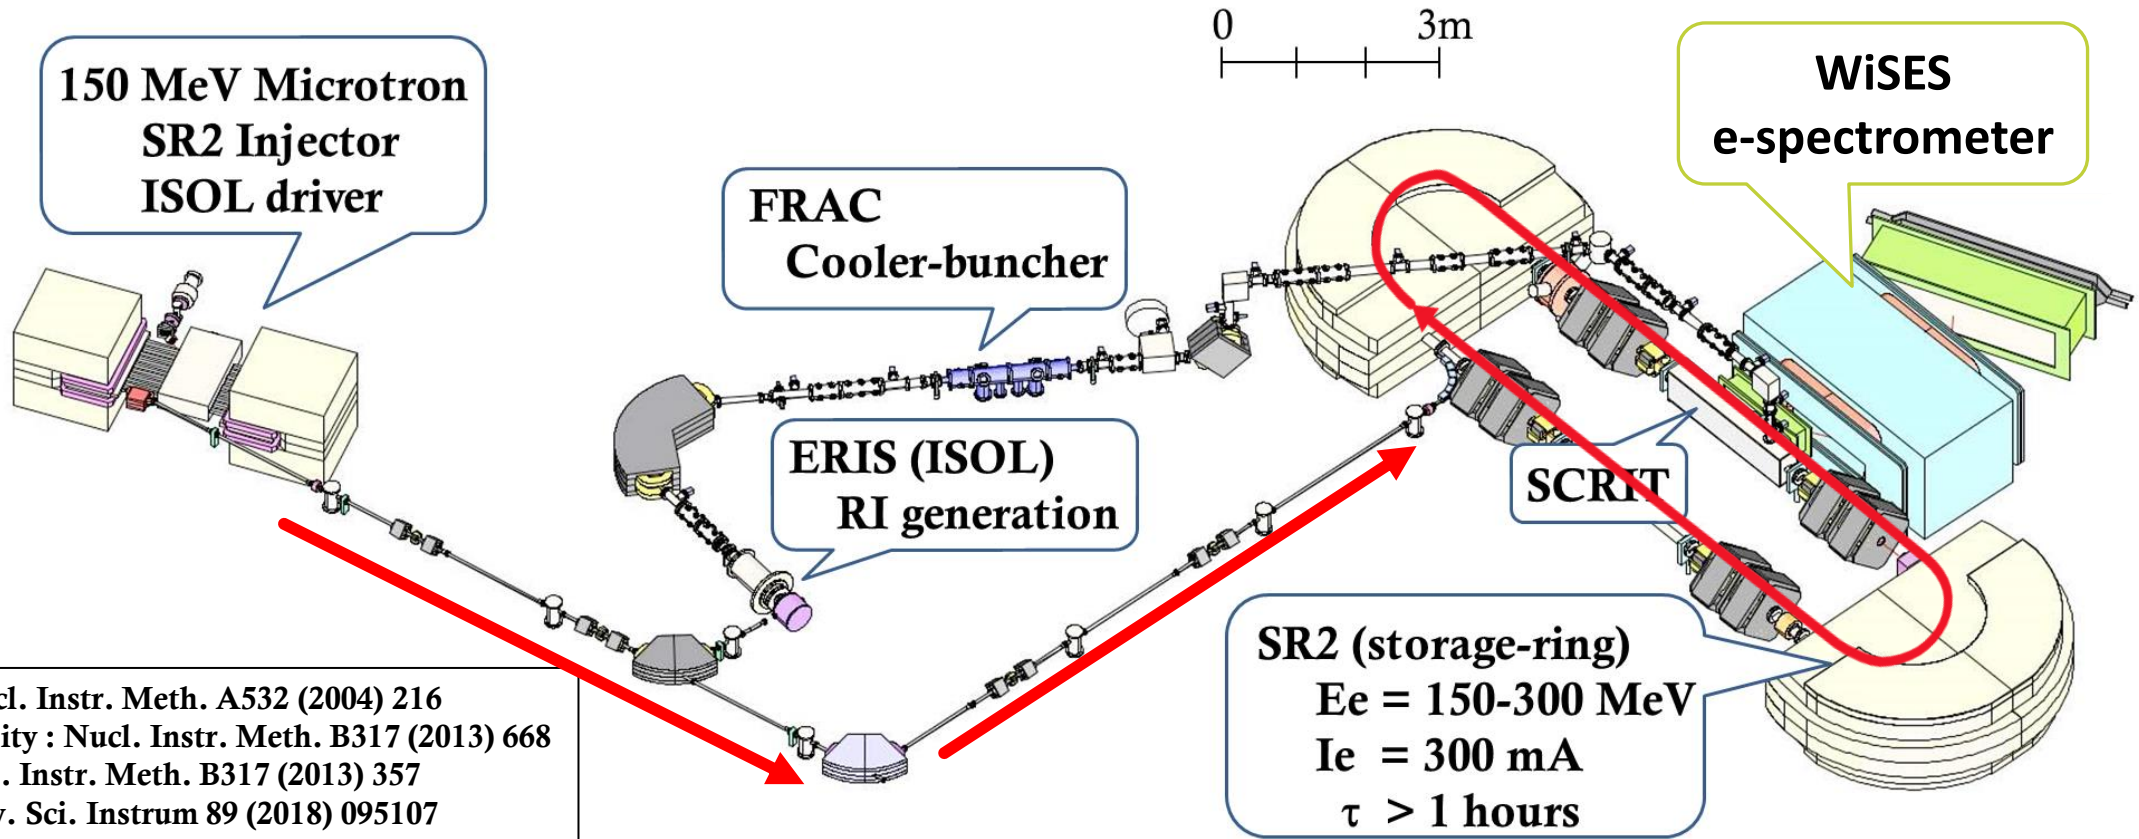 0 3m
150 MeV Microtron
SR2 Injector
ISOL driver
WiSES
e-spectrometer
FRAC
Cooler-buncher
ERIS (ISOL)
RI generation
SCRIT
SR2 (storage-ring)
Ee = 150-300 MeV
Ie = 300 mA
τ > 1 hours
Instr. Meth. A532 (2004) 216
: Nucl. Instr. Meth. B317 (2013) 668
. Instr. Meth. B317 (2013) 357
. Sci. Instrum 89 (2018) 095107